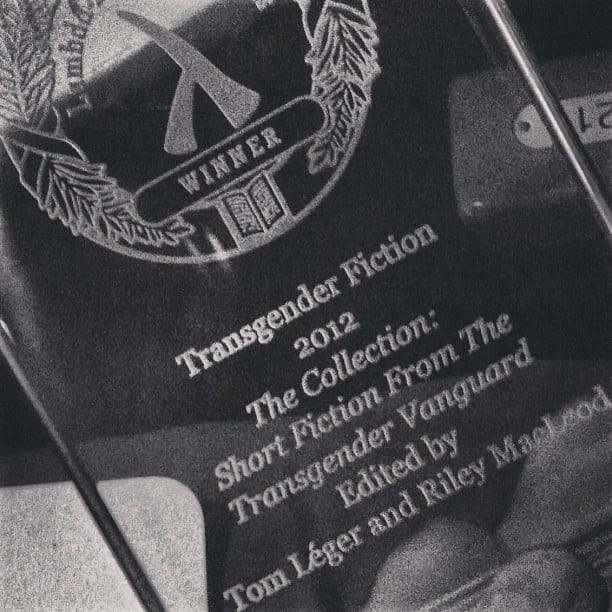 Lambda
WINNER
Transgender Fiction
2012
The Collection:
Short Fiction From The
Transgender Vanguard
Edited by
Tom Léger and Riley MacLeod